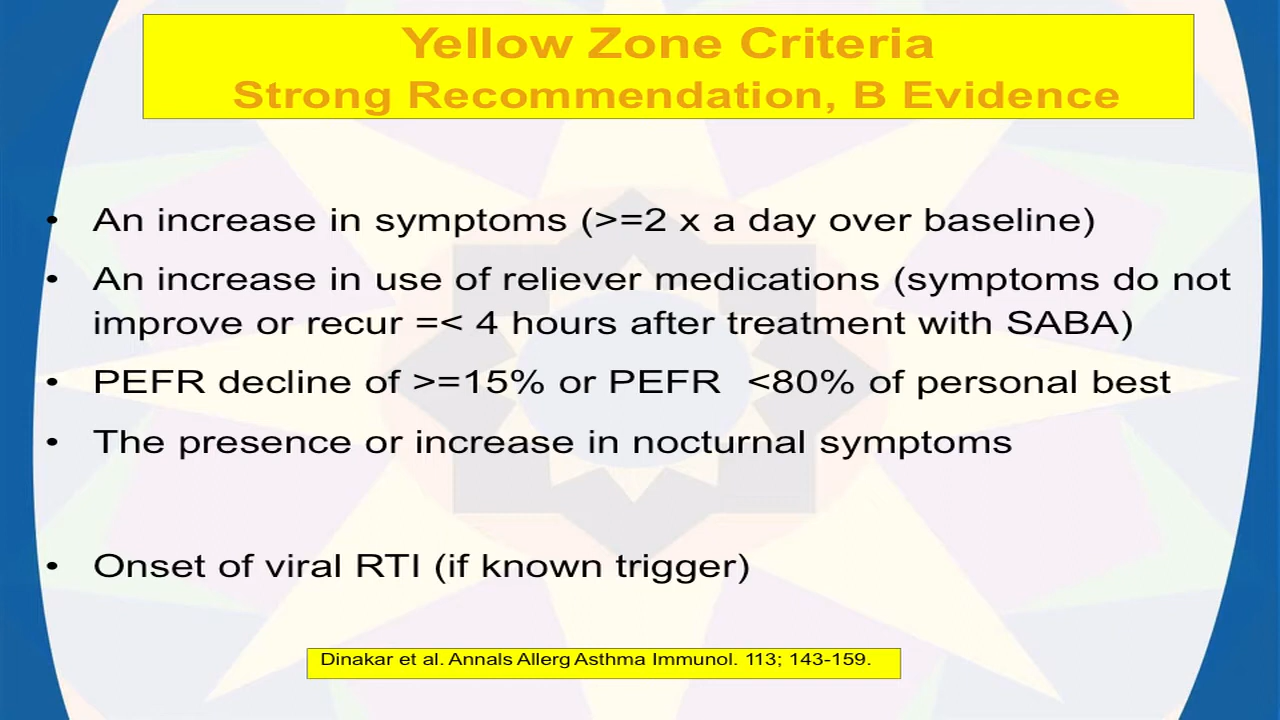 Yellow Zone Criteria
Strong Recommendation, B Evidence
• An increase in symptoms (>=2 x a day over baseline)
• An increase in use of reliever medications (symptoms do not
improve or recur =< 4 hours after treatment with SABA)
• PEFR decline of >=15% or PEFR <80% of personal best
• The presence or increase in nocturnal symptoms
• Onset of viral RTI (if known trigger)
Dinakar et al. Annals Allerg Asthma Immunol. 113; 143-159.